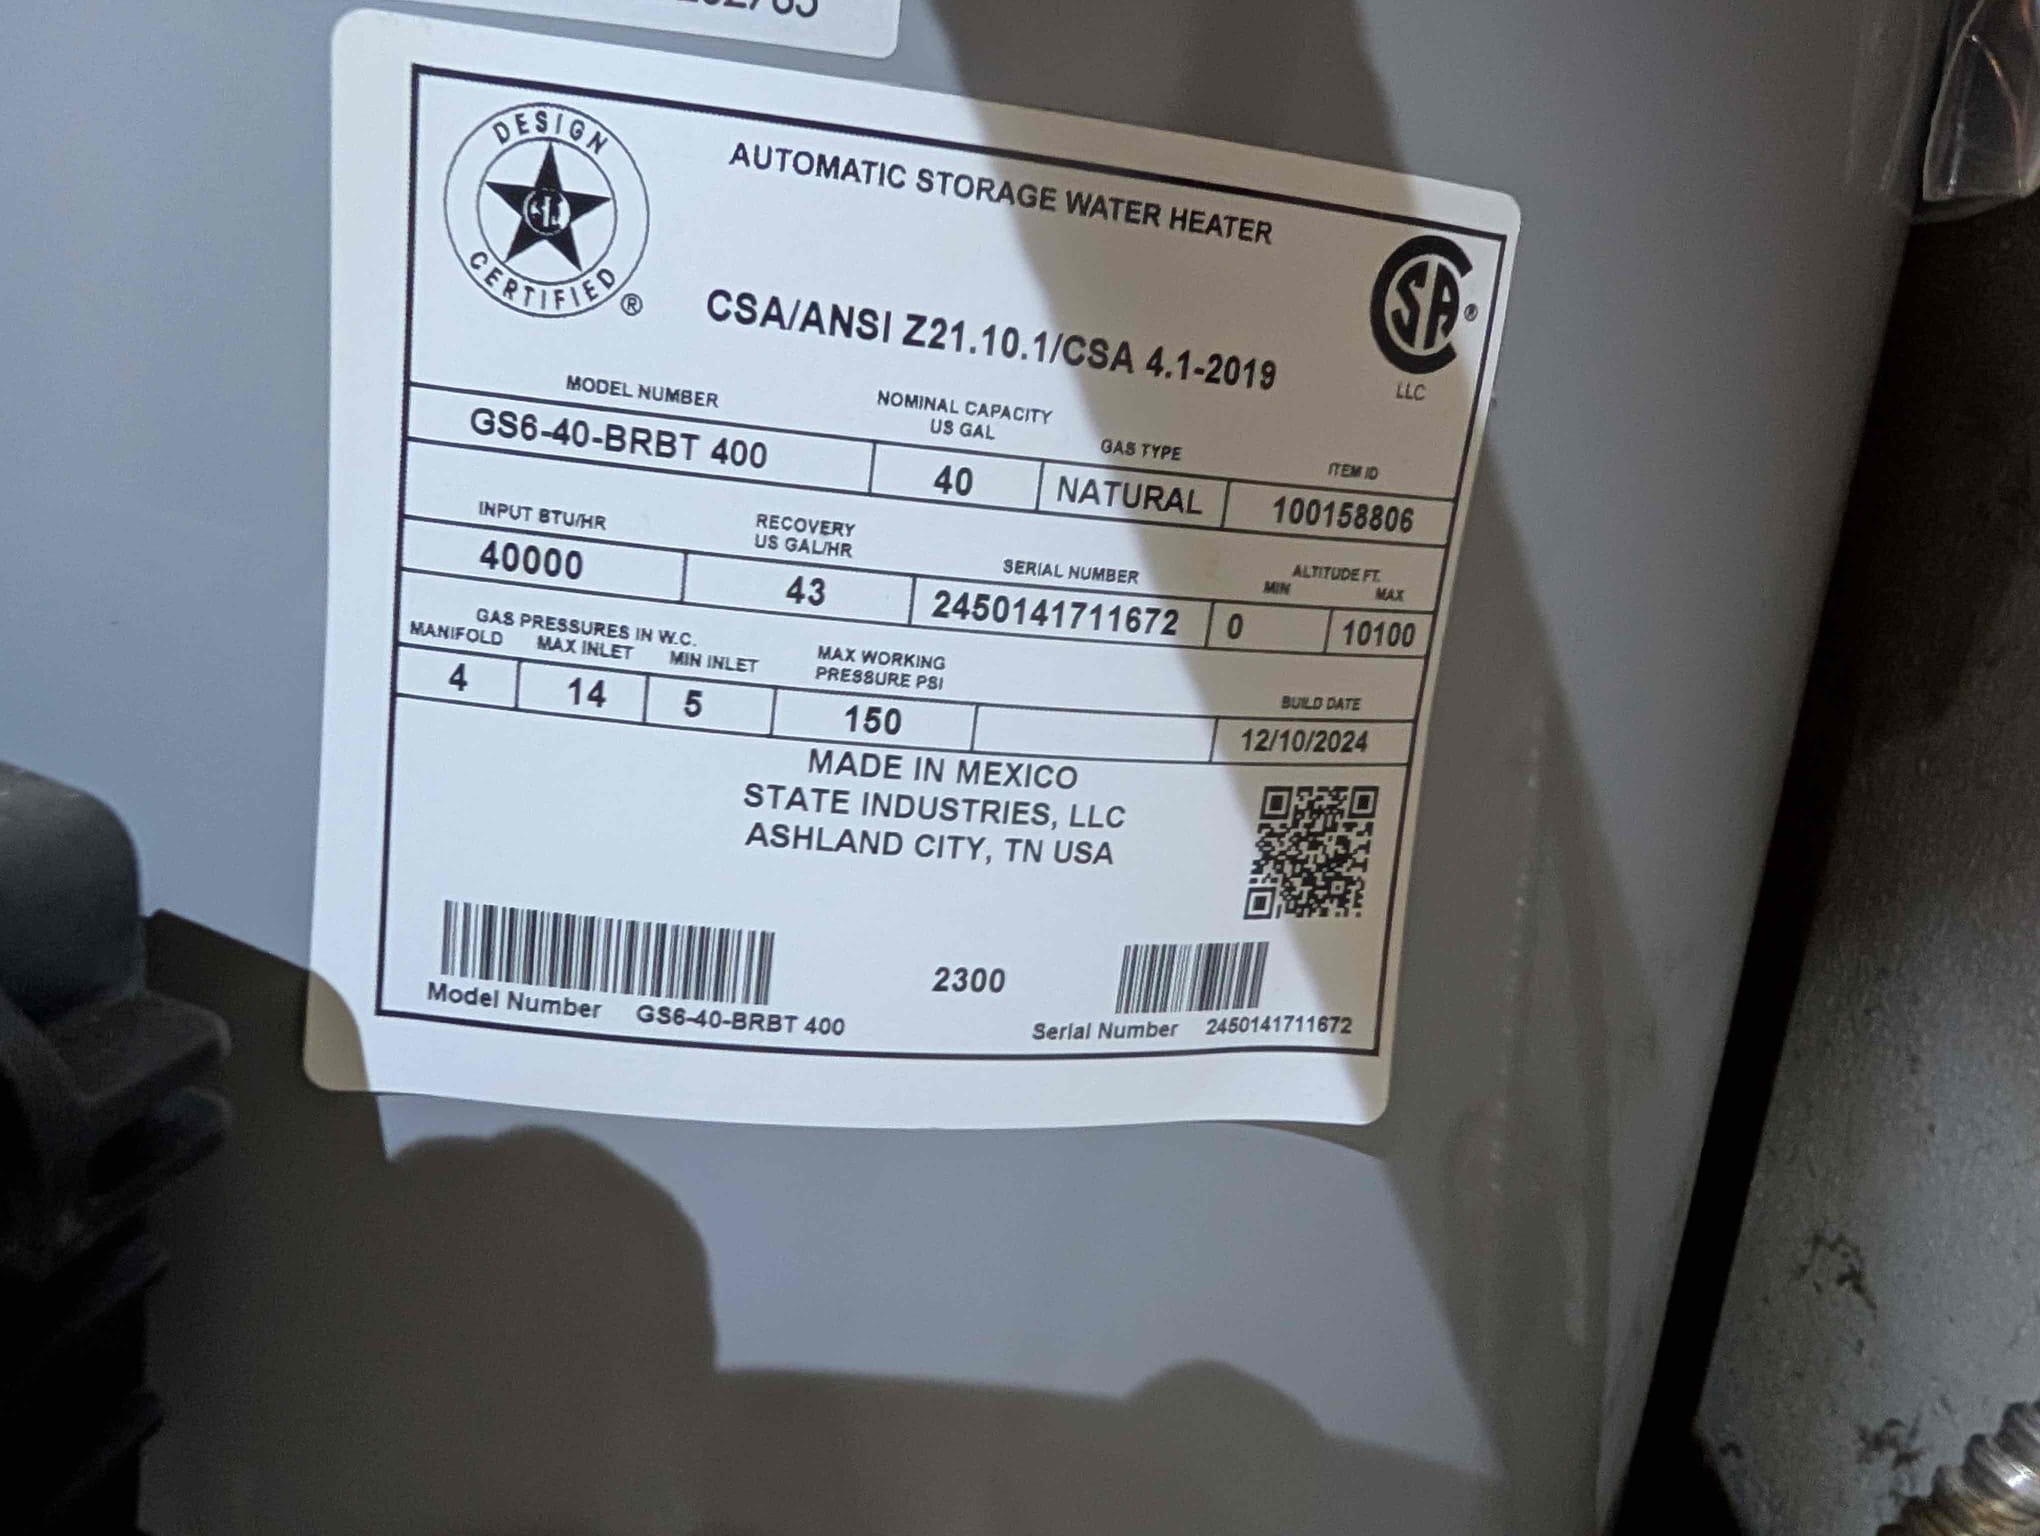 DESIGN
CERTIFIED ®
AUTOMATIC STORAGE WATER HEATER
CSA/ANSI Z21.10.1/CSA 4.1-2019
SA ®
LLC
MODEL NUMBER NOMINAL CAPACITY US GAL GAS TYPE ITEM ID
GS6-40-BRBT 400 40 NATURAL 100158806
INPUT BTU/HR RECOVERY US GAL/HR SERIAL NUMBER ALTITUDE FT. MIN MAX
40000 43 2450141711672 0 10100
GAS PRESSURES IN W.C.
MANIFOLD MAX INLET MIN INLET MAX WORKING PRESSURE PSI BUILD DATE
4 14 5 150 12/10/2024
MADE IN MEXICO
STATE INDUSTRIES, LLC
ASHLAND CITY, TN USA
2300
Model Number GS6-40-BRBT 400 Serial Number 2450141711672